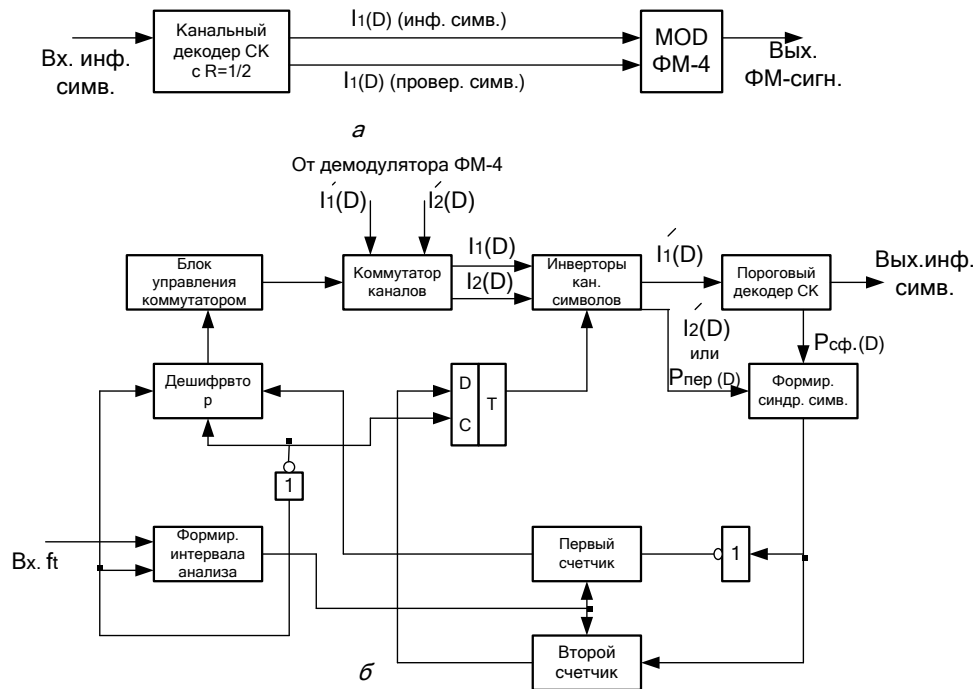 I1(D) (инф. симв.)
Вх. инф.
симв.
Канальный
декодер СК
с R=1/2
I1(D) (провер. симв.)
MOD
ФМ-4
Вых.
ФМ-сигн.
а
От демодулятора ФМ-4
I1′(D)
I2′(D)
Блок
управления
коммутатором
Коммутатор
каналов
I1(D)
I2(D)
Инверторы
кан.
символов
I1′(D)
Пороговый
декодер СК
Вых.инф.
симв.
I2′(D)
или
Pпер (D)
Pсф.(D)
Формир.
синдр. симв.
Дешифрвто
р
D
C
T
1
Вх. ft
Формир.
интервала
анализа
Первый
счетчик
1
Второй
счетчик
б